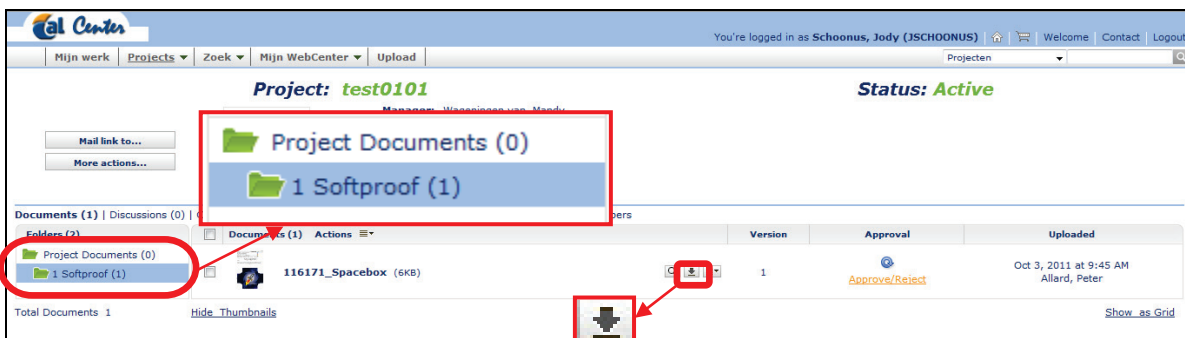 al Center
You're logged in as Schoonus, Jody (JSCHOONUS) | Welcome | Contact | Logout
Mijn werk | Projects | Zoek | Mijn WebCenter | Upload
Projecten
Project: test0101
Status: Active
Manager: Wageningen van, Mandy
Mail link to...
More actions...
Project Documents (0)
1 Softproof (1)
Documents (1) | Discussions (0) |
Folders (2)
Documents (1) Actions
Version
Approval
Uploaded
Project Documents (0)
1 Softproof (1)
116171_Spacebox (6KB)
1
Approve/Reject
Oct 3, 2011 at 9:45 AM
Allard, Peter
Total Documents 1
Hide Thumbnails
Show as Grid